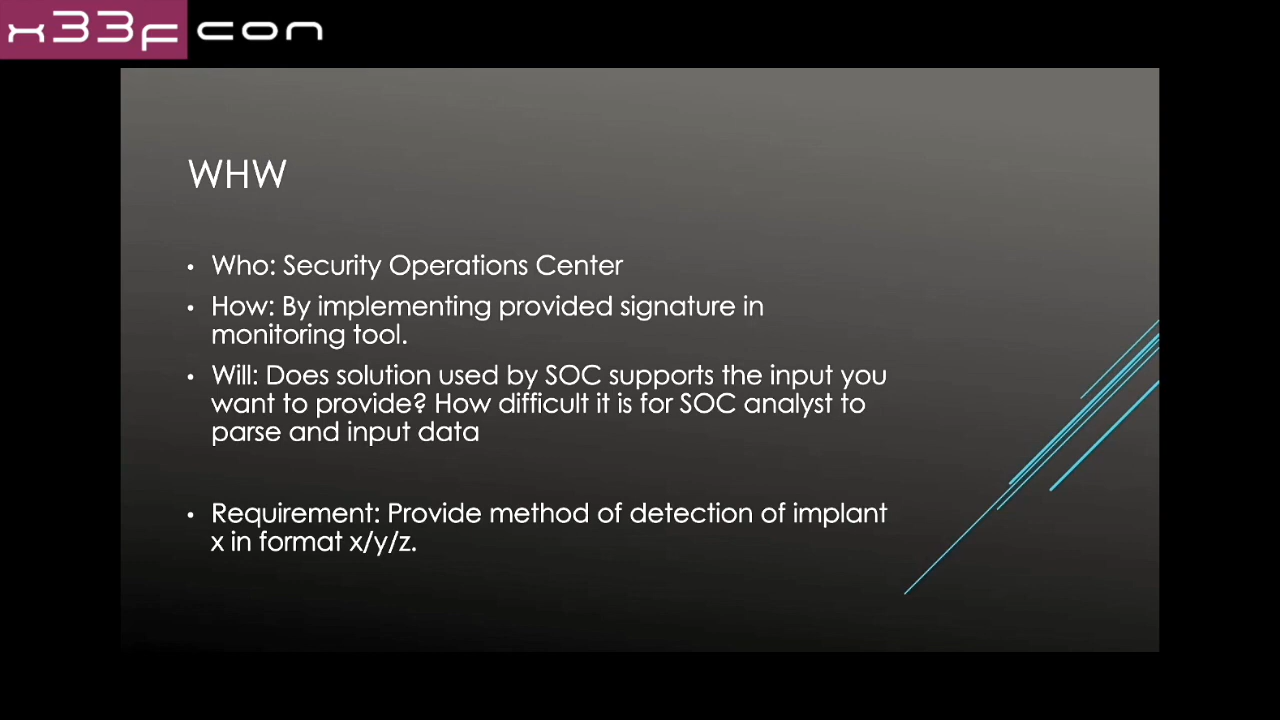 x33fcon
WHW
• Who: Security Operations Center
• How: By implementing provided signature in
monitoring tool.
• Will: Does solution used by SOC supports the input you
want to provide? How difficult it is for SOC analyst to
parse and input data
• Requirement: Provide method of detection of implant
x in format x/y/z.